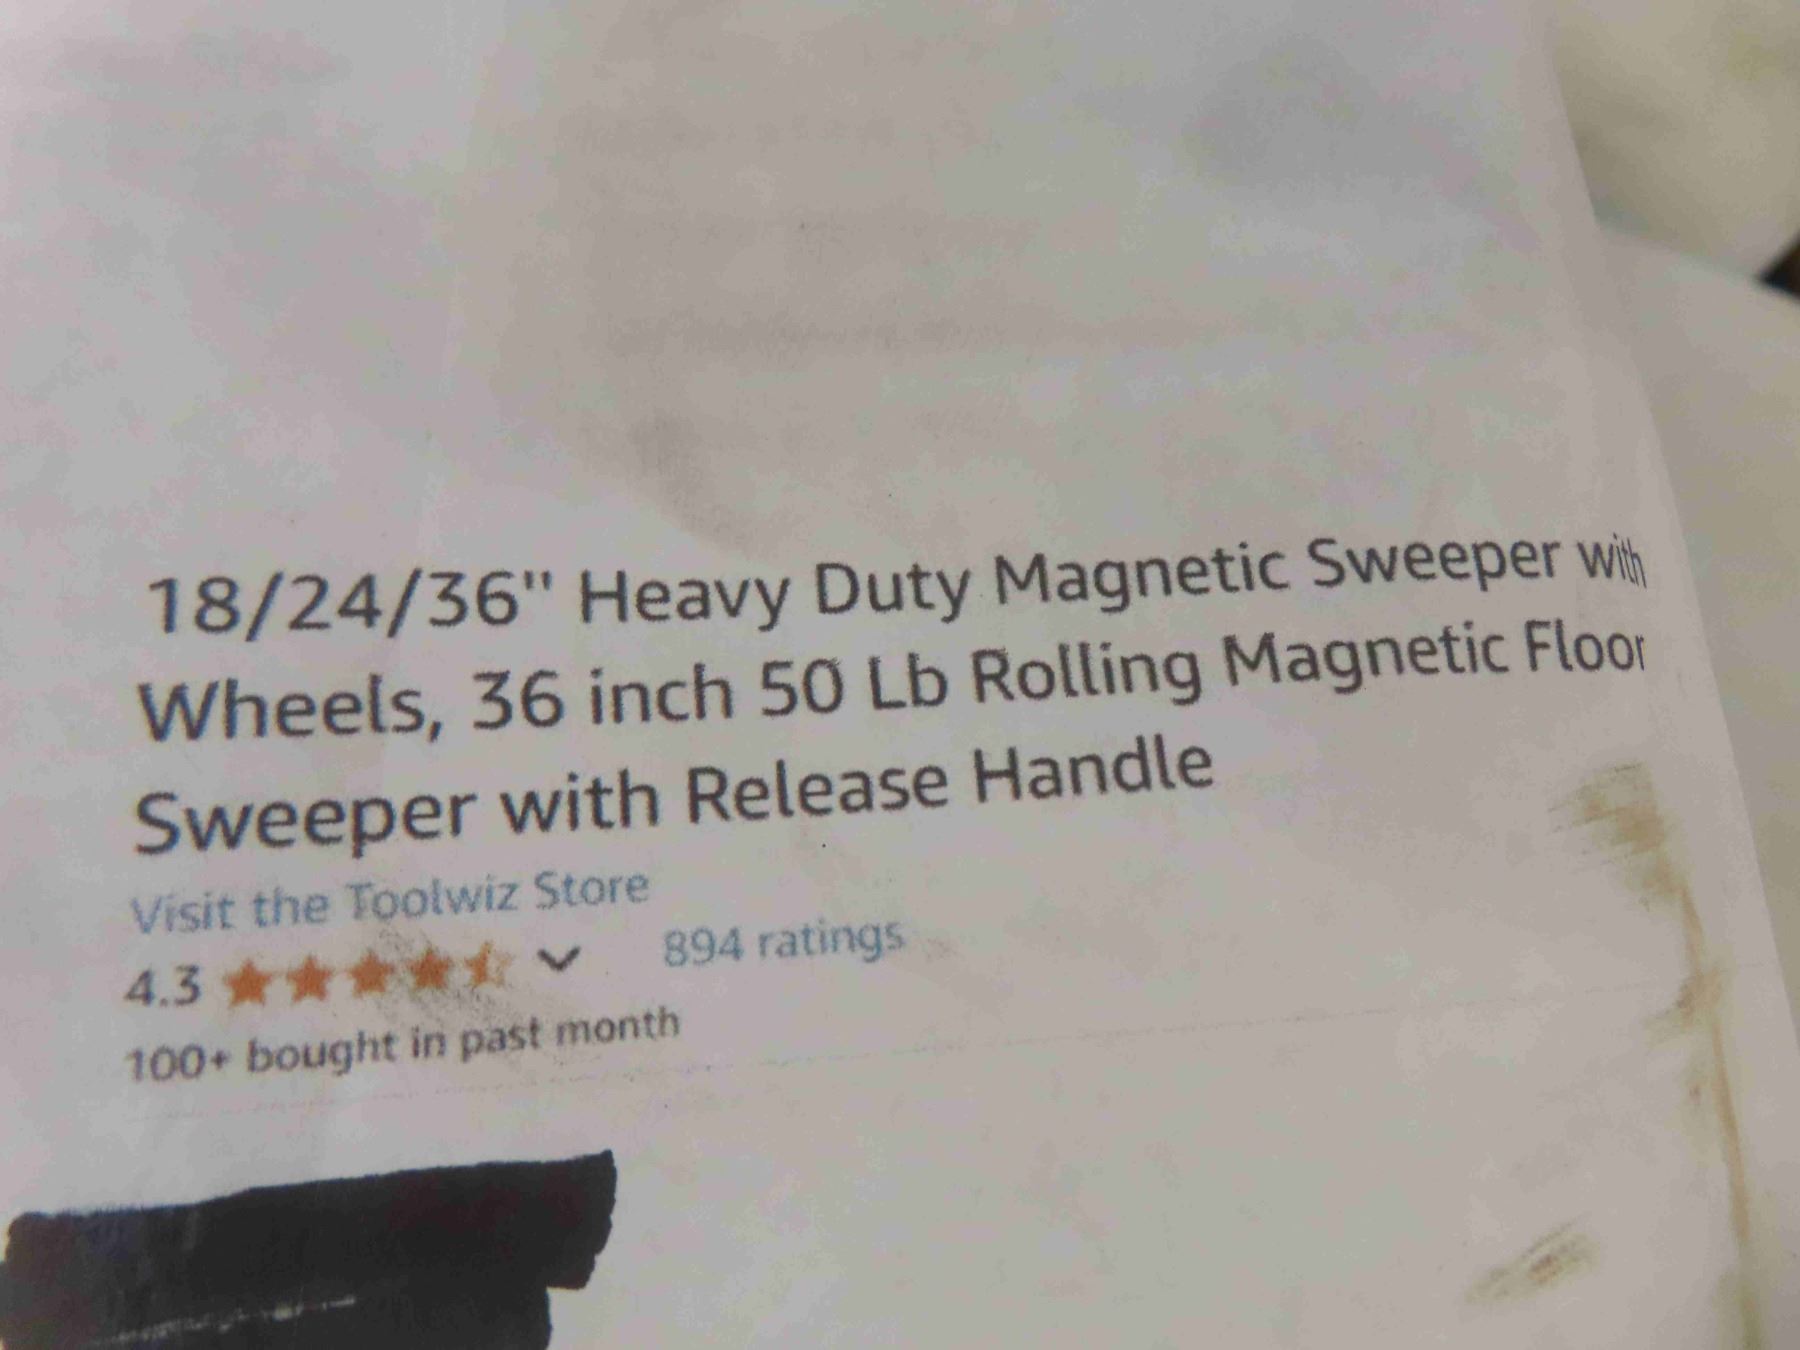 18/24/36" Heavy Duty Magnetic Sweeper with
Wheels, 36 inch 50 Lb Rolling Magnetic Floor
Sweeper with Release Handle
Visit the Toolwiz Store
4.3 894 ratings
100+ bought in past month